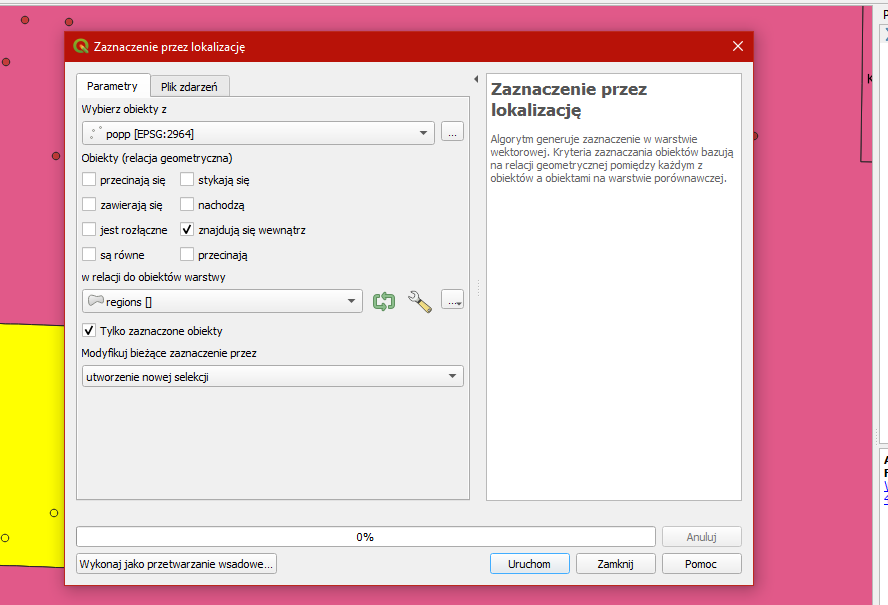 Zaznaczenie przez lokalizację
Parametry
Plik zdarzeń
Wybierz obiekty z
popp [EPSG:2964]
...
Obiekty (relacja geometryczna)
przecinają się
stykają się
zawierają się
nachodzą
jest rozłączne
znajdują się wewnątrz
są równe
przecinają
w relacji do obiektów warstwy
regions []
...
Tylko zaznaczone obiekty
Modyfikuj bieżące zaznaczenie przez
utworzenie nowej selekcji
Zaznaczenie przez
lokalizację
Algorytm generuje zaznaczenie w warstwie
wektorowej. Kryteria zaznaczania obiektów bazują
na relacji geometrycznej pomiędzy każdym z
obiektów a obiektami na warstwie porównawczej.
0%
Anuluj
Wykonaj jako przetwarzanie wsadowe...
Uruchom
Zamknij
Pomoc